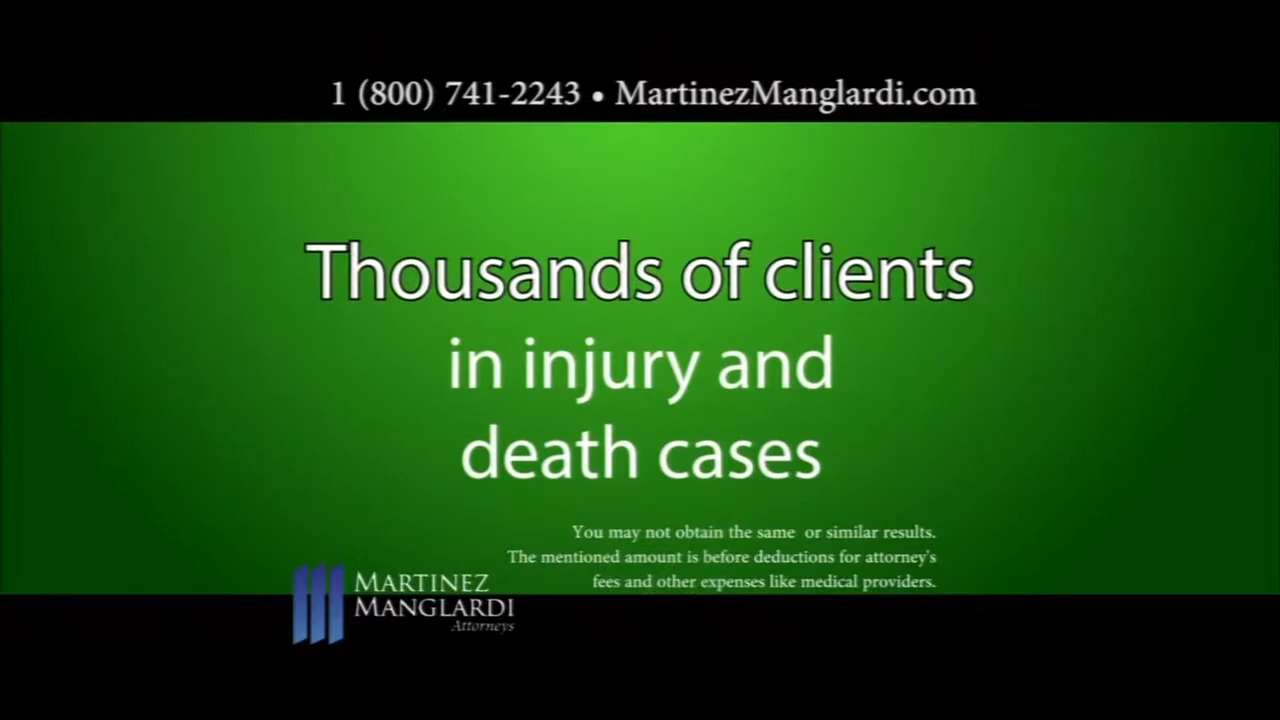 1 (800) 741-2243 • MartinezManglardi.com
Thousands of clients
in injury and
death cases
You may not obtain the same or similar results.
The mentioned amount is before deductions for attorney's
fees and other expenses like medical providers.
MARTINEZ
MANGLARDI
Attorneys